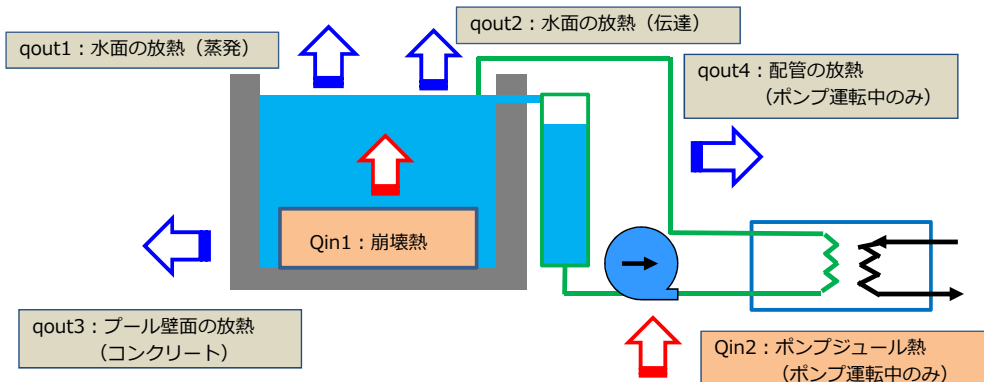 qout1：水面の放熱（蒸発）
qout2：水面の放熱（伝達）
qout4：配管の放熱
（ポンプ運転中のみ）
Qin1：崩壊熱
qout3：プール壁面の放熱
（コンクリート）
Qin2：ポンプジュール熱
（ポンプ運転中のみ）